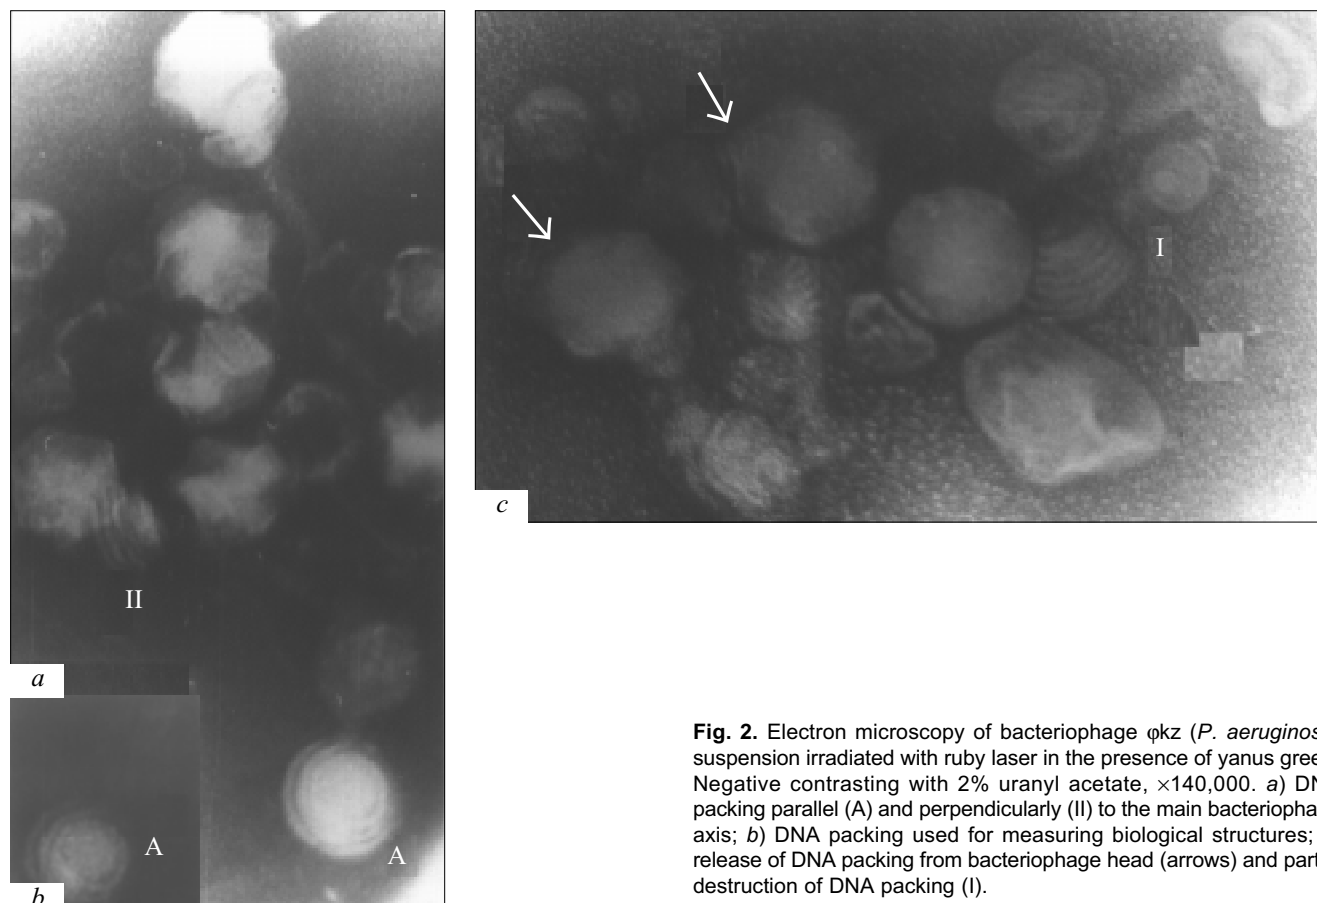 II
a
A
A
b
I
c
Fig. 2. Electron microscopy of bacteriophage φkz (P. aeruginos
suspension irradiated with ruby laser in the presence of yanus gree
Negative contrasting with 2% uranyl acetate, ×140,000. a) DN
packing parallel (A) and perpendicularly (II) to the main bacteriopha
axis; b) DNA packing used for measuring biological structures;
release of DNA packing from bacteriophage head (arrows) and part
destruction of DNA packing (I).